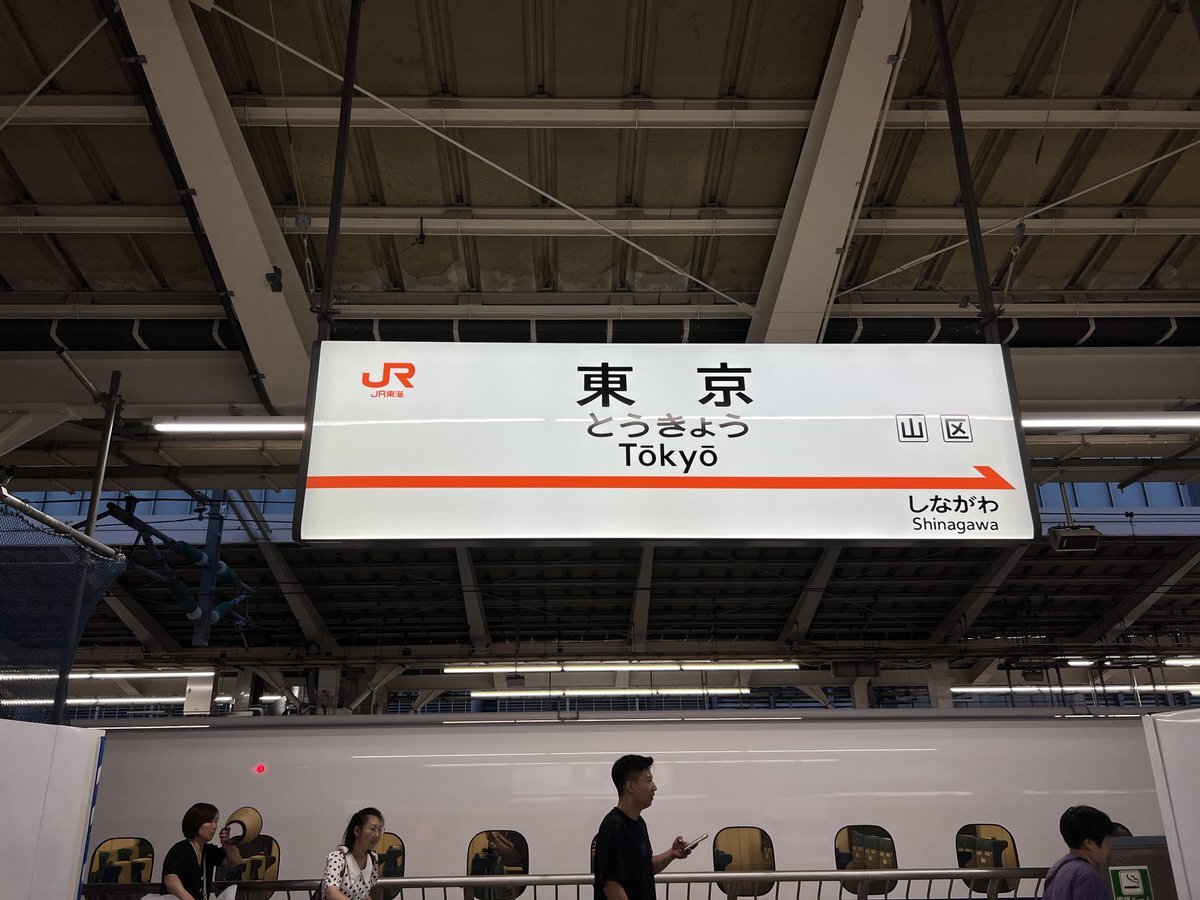 JR
JR東海
東京
とうきょう
Tōkyō
山 区
しながわ
Shinagawa